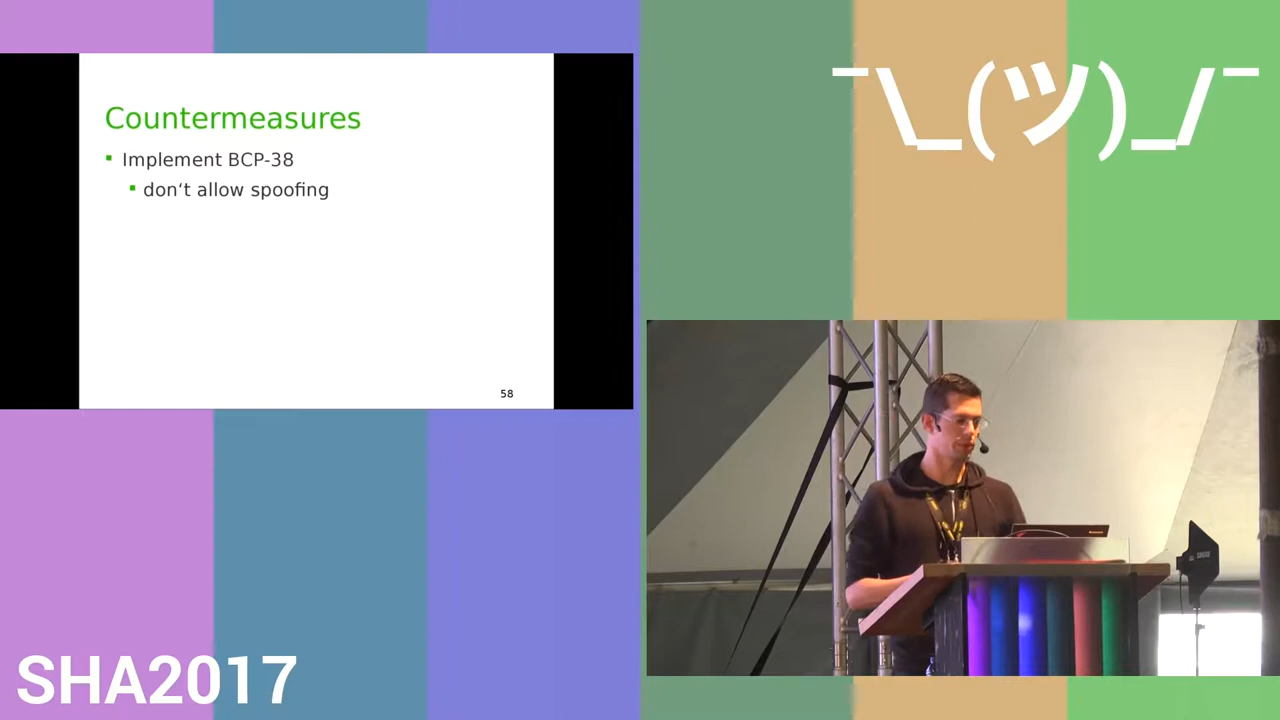 Countermeasures
Implement BCP-38
don‘t allow spoofing
58
¯\_(ツ)_/¯
SHA2017